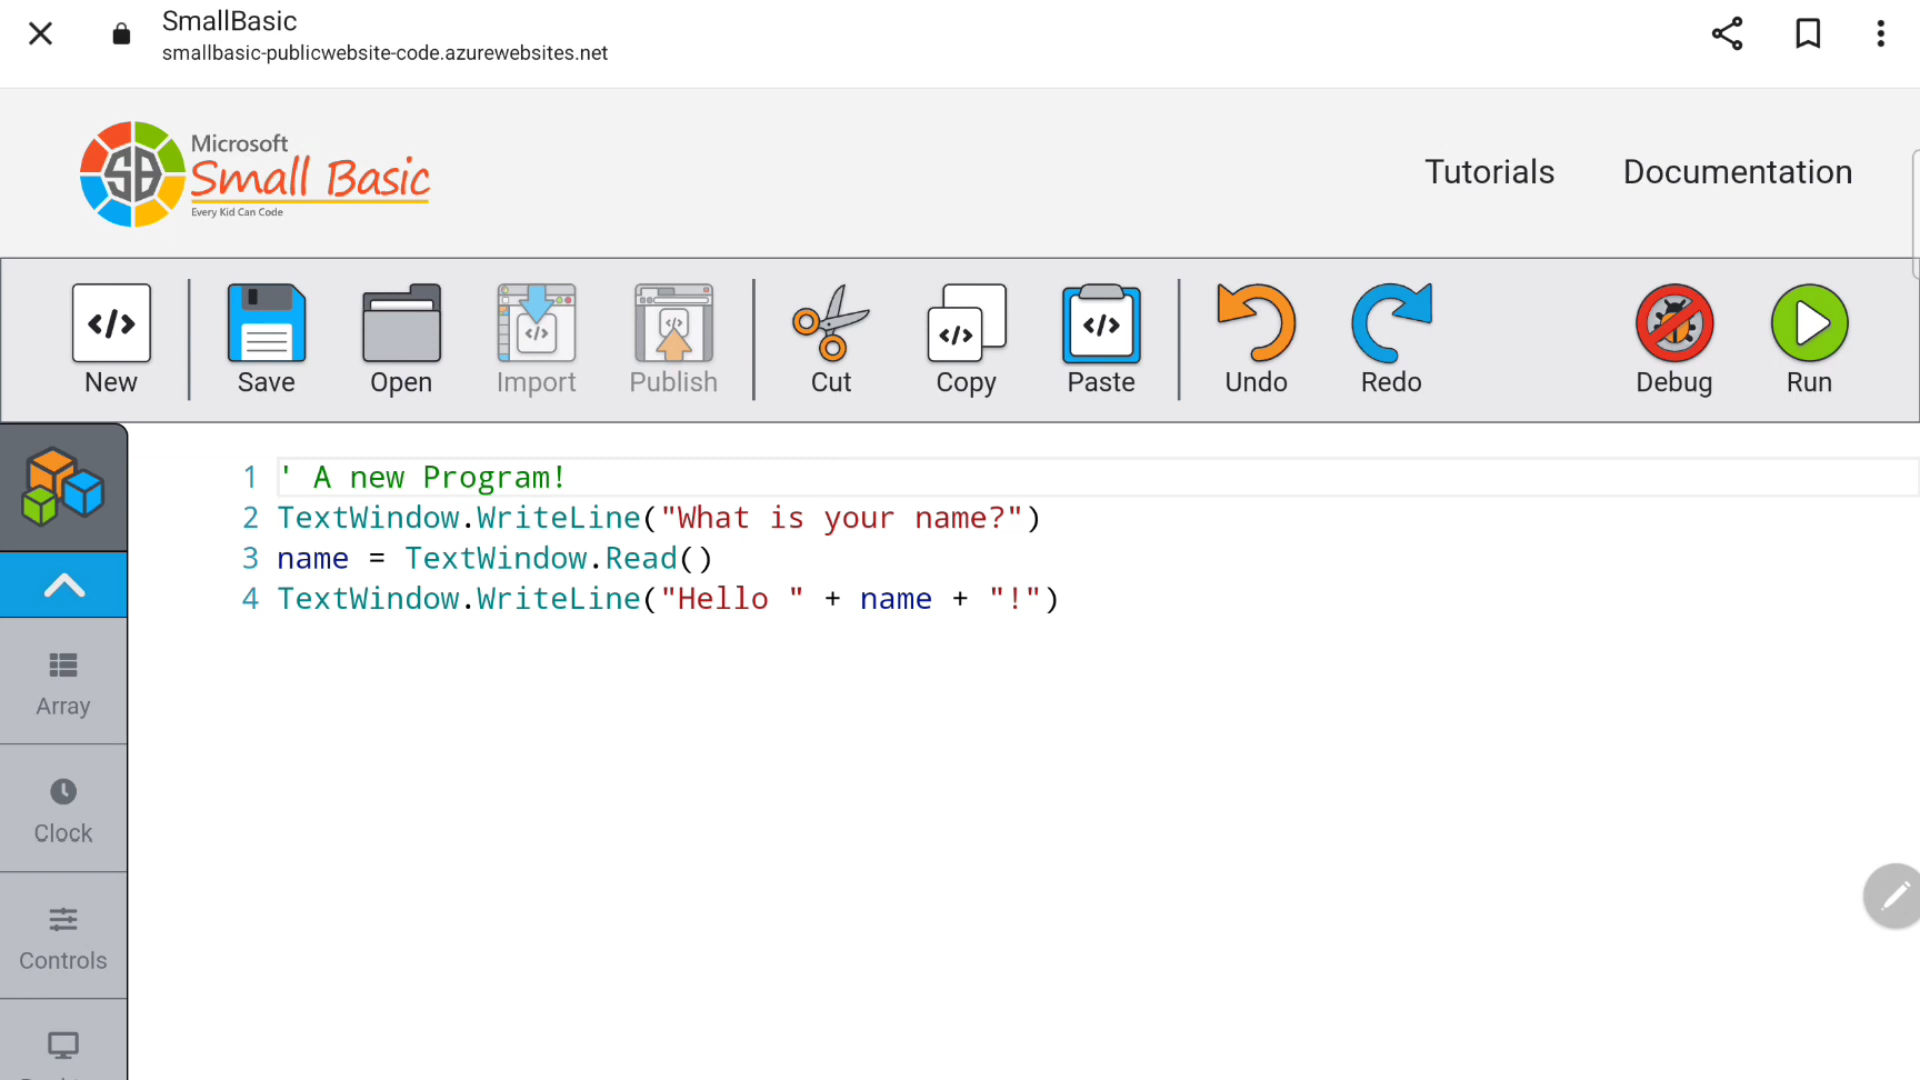 SmallBasic
smallbasic-publicwebsite-code.azurewebsites.net
SB
Microsoft
Small Basic
Every Kid Can Code
Tutorials
Documentation
New
Save
Open
Import
Publish
Cut
Copy
Paste
Undo
Redo
Debug
Run
1 ' A new Program!
2 TextWindow.WriteLine("What is your name?")
3 name = TextWindow.Read()
4 TextWindow.WriteLine("Hello " + name + "!")
Array
Clock
Controls